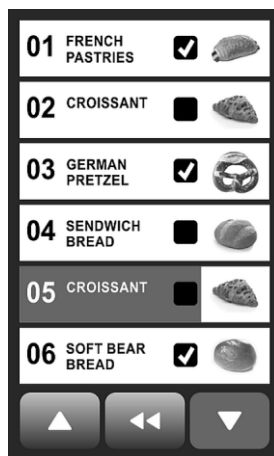 01 FRENCH
PASTRIES
02 CROISSANT
03 GERMAN
PRETZEL
04 SENDWICH
BREAD
05 CROISSANT
06 SOFT BEAR
BREAD